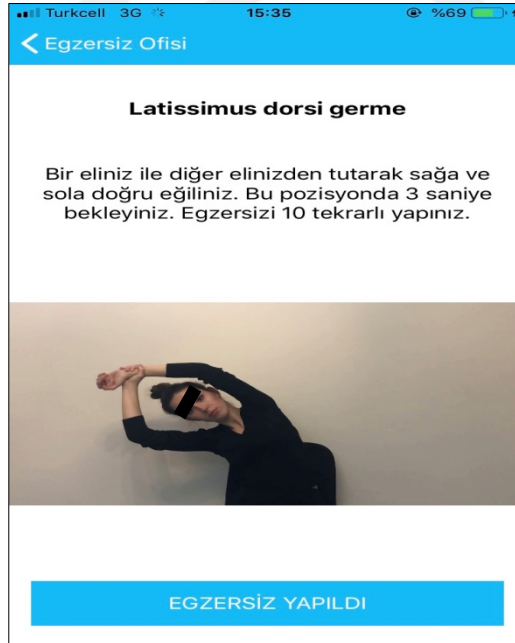 Turkcell 3G 15:35 %69
Egzersiz Ofisi
Latissimus dorsi germe
Bir eliniz ile diğer elinizden tutarak sağa ve
sola doğru eğiliniz. Bu pozisyonda 3 saniye
bekleyiniz. Egzersizi 10 tekrarlı yapınız.
EGZERSİZ YAPILDI